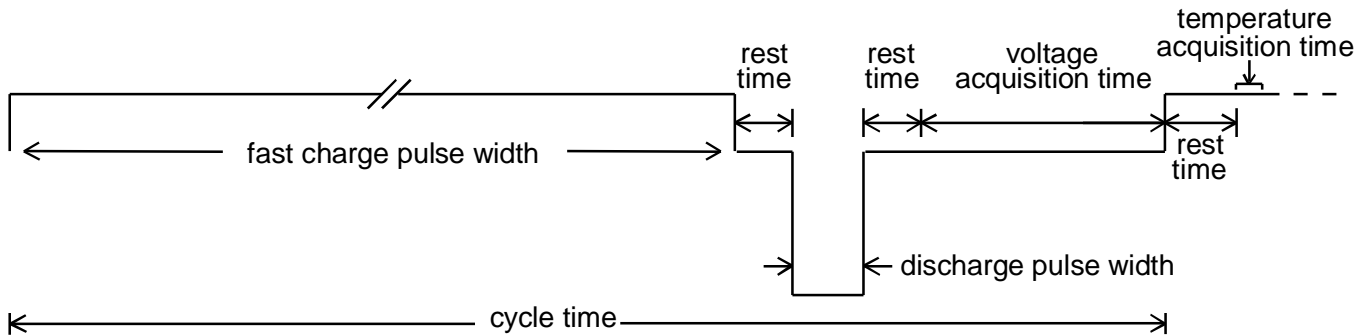 temperature
acquisition time
rest
time
rest
time
voltage
acquisition time
fast charge pulse width
rest
time
discharge pulse width
cycle time